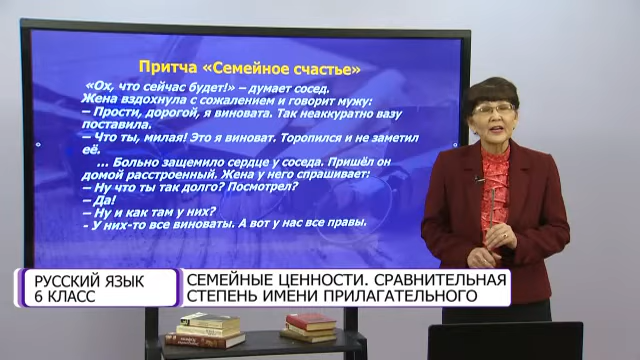 Притча «Семейное счастье»
«Ох, что сейчас будет!» – думает сосед.
Жена вздохнула с сожалением и говорит мужу:
– Прости, дорогой, я виновата. Так неаккуратно вазу
поставила.
– Что ты, милая! Это я виноват. Торопился и не заметил
её.
... Больно защемило сердце у соседа. Пришёл он
домой расстроенный. Жена у него спрашивает:
– Ну что ты так долго? Посмотрел?
– Да!
– Ну и как там у них?
- У них-то все виноваты. А вот у нас все правы.
РУССКИЙ ЯЗЫК
6 КЛАСС
СЕМЕЙНЫЕ ЦЕННОСТИ. СРАВНИТЕЛЬНАЯ
СТЕПЕНЬ ИМЕНИ ПРИЛАГАТЕЛЬНОГО